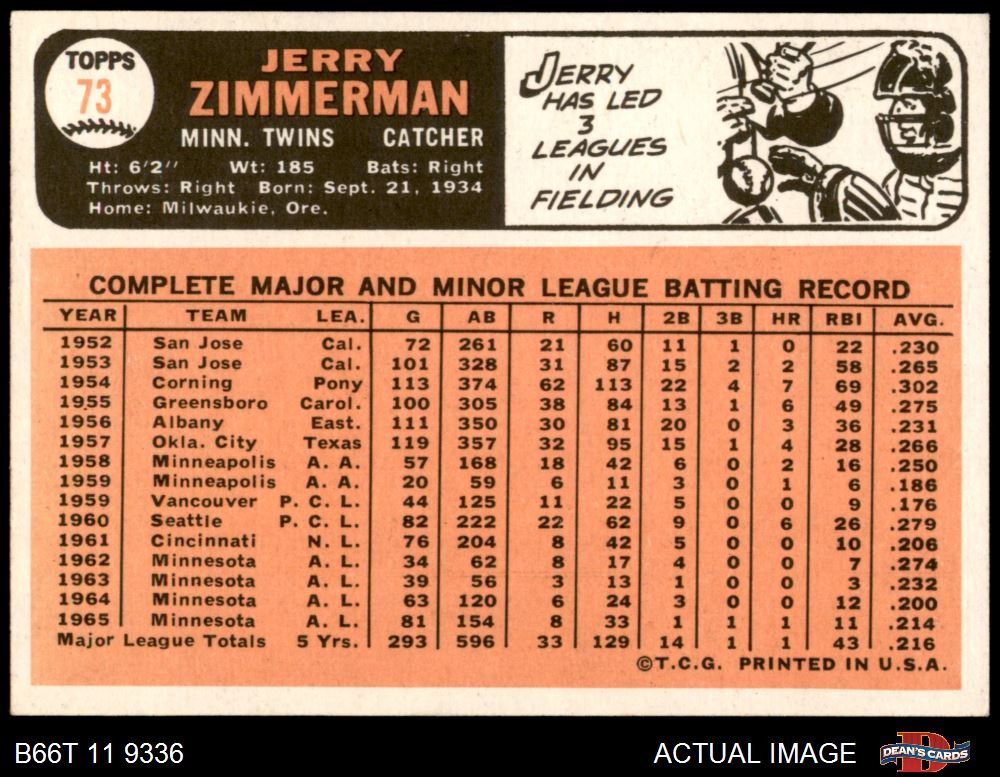 TOPPS
73
JERRY
ZIMMERMAN
MINN. TWINS CATCHER
Ht: 6'2'' Wt: 185 Bats: Right
Throws: Right Born: Sept. 21, 1934
Home: Milwaukie, Ore.
JERRY
HAS LED
3
LEAGUES
IN
FIELDING
COMPLETE MAJOR AND MINOR LEAGUE BATTING RECORD
YEAR TEAM LEA. G AB R H 2B 3B HR RBI AVG.
1952 San Jose Cal. 72 261 21 60 11 1 0 22 .230
1953 San Jose Cal. 101 328 31 87 15 2 2 58 .265
1954 Corning Pony 113 374 62 113 22 4 7 69 .302
1955 Greensboro Carol. 100 305 38 84 13 1 6 49 .275
1956 Albany East. 111 350 30 81 20 0 3 36 .231
1957 Okla. City Texas 119 357 32 95 15 1 4 28 .266
1958 Minneapolis A. A. 57 168 18 42 6 0 2 16 .250
1959 Minneapolis A. A. 20 59 6 11 3 0 1 6 .186
1959 Vancouver P. C. L. 44 125 11 22 5 0 0 9 .176
1960 Seattle P. C. L. 82 222 22 62 9 0 6 26 .279
1961 Cincinnati N. L. 76 204 8 42 5 0 0 10 .206
1962 Minnesota A. L. 34 62 8 17 4 0 0 7 .274
1963 Minnesota A. L. 39 56 3 13 1 0 0 3 .232
1964 Minnesota A. L. 63 120 6 24 3 0 0 12 .200
1965 Minnesota A. L. 81 154 8 33 1 1 1 11 .214
Major League Totals 5 Yrs. 293 596 33 129 14 1 1 43 .216
©T.C.G. PRINTED IN U.S.A.
B66T 11 9336 ACTUAL IMAGE DEAN'S CARDS